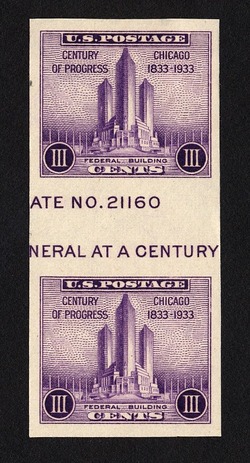 U.S. POSTAGE
CENTURY OF PROGRESS
CHICAGO 1833-1933
FEDERAL BUILDING
III III
CENTS
ATE NO. 21160
NERAL AT A CENTURY
U.S. POSTAGE
CENTURY OF PROGRESS
CHICAGO 1833-1933
FEDERAL BUILDING
III III
CENTS